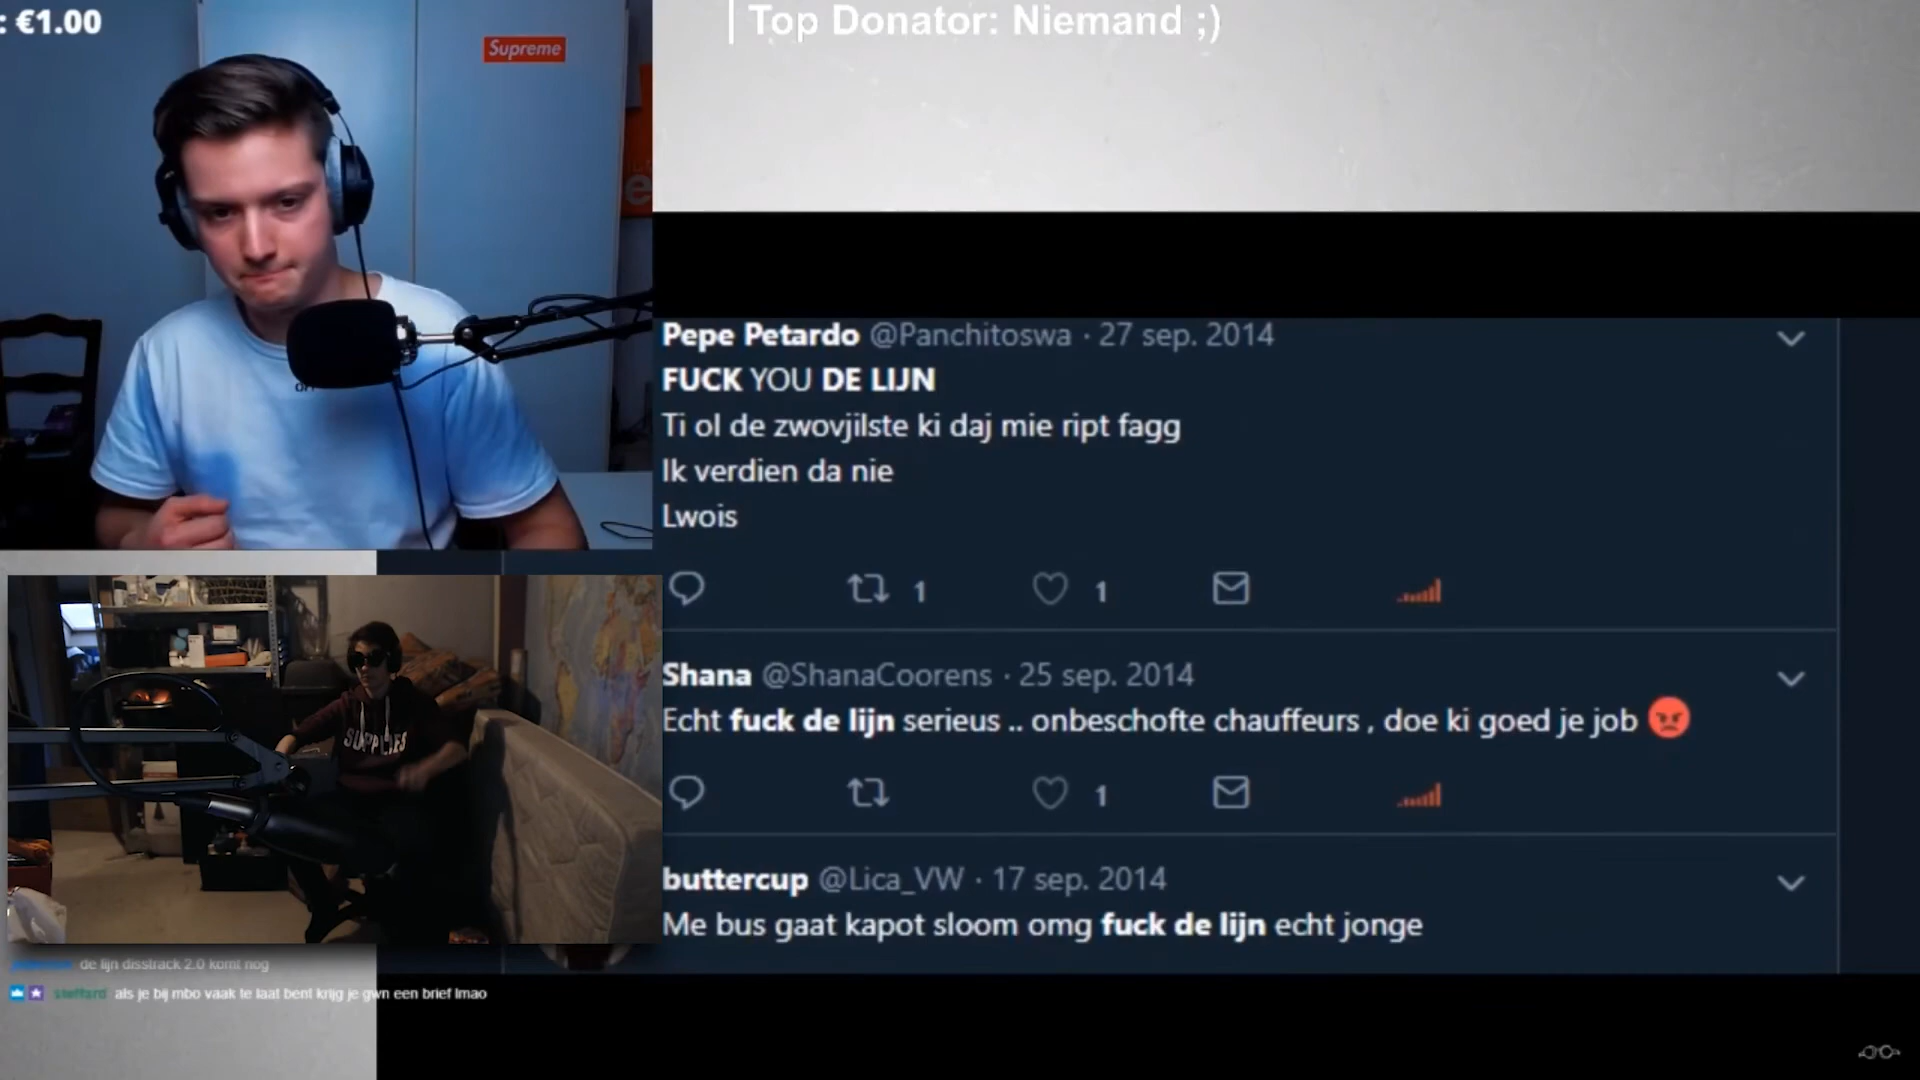 : €1.00
| Top Donator: Niemand ;)
Supreme
Pepe Petardo @Panchitoswa · 27 sep. 2014
FUCK YOU DE LIJN
Ti ol de zwovjilste ki daj mie ript fagg
Ik verdien da nie
Lwois
1
1
Shana @ShanaCoorens · 25 sep. 2014
Echt fuck de lijn serieus .. onbeschofte chauffeurs , doe ki goed je job
1
buttercup @Lica_VW · 17 sep. 2014
Me bus gaat kapot sloom omg fuck de lijn echt jonge
de lijn disstrack 2.0 komt nog
steffard als je bij mbo vaak te laat bent krijg je gwn een brief lmao